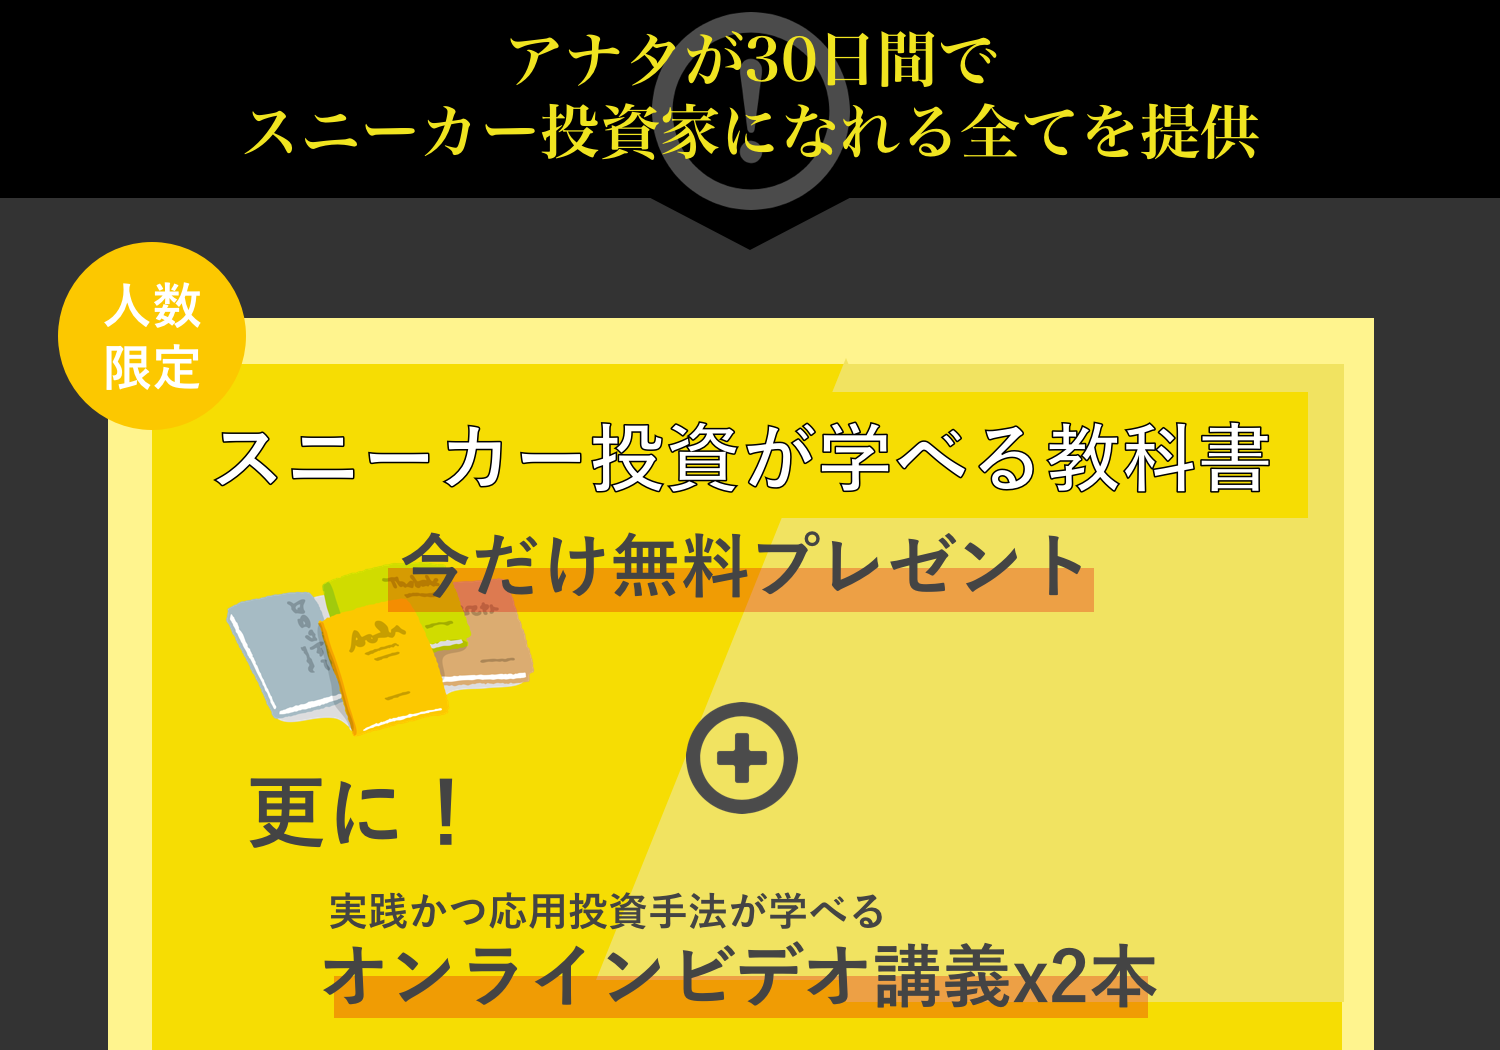 アナタが30日間で
スニーカー投資家になれる全てを提供
人数
限定
スニーカー投資が学べる教科書
今だけ無料プレゼント
更に！
実践かつ応用投資手法が学べる
オンラインビデオ講義x2本